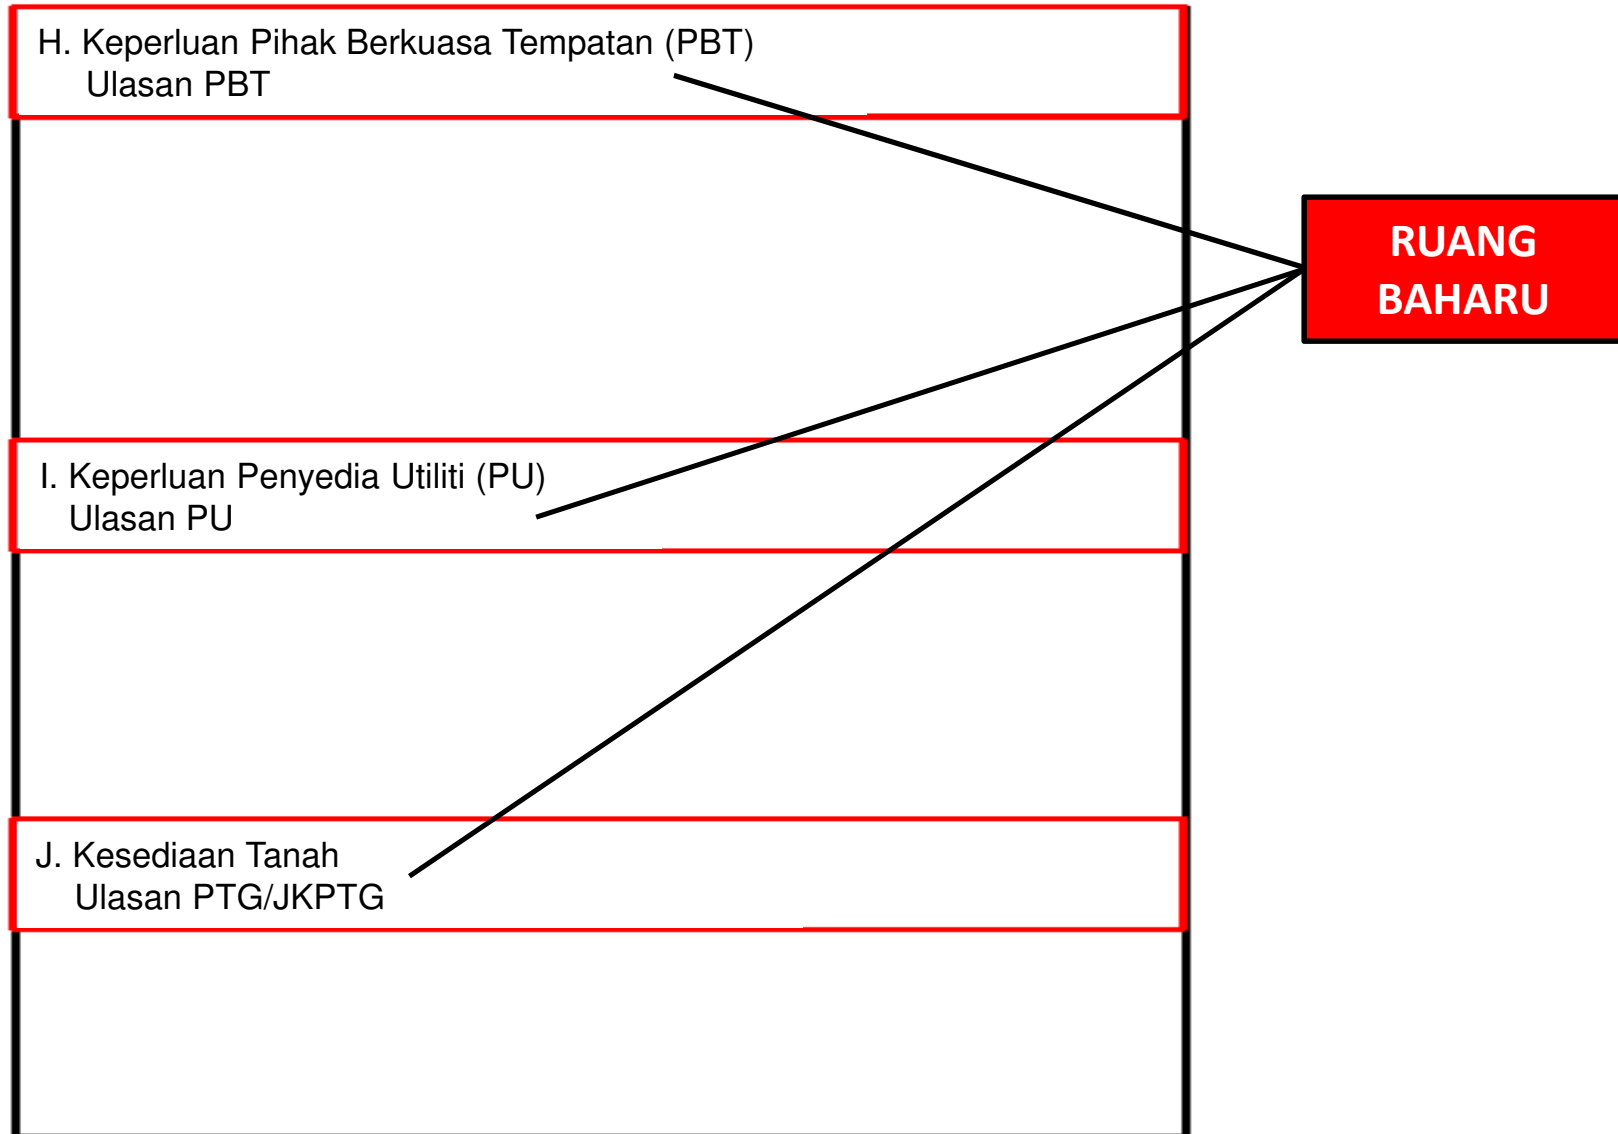 H. Keperluan Pihak Berkuasa Tempatan (PBT)
Ulasan PBT
RUANG
BAHARU
I. Keperluan Penyedia Utiliti (PU)
Ulasan PU
J. Kesediaan Tanah
Ulasan PTG/JKPTG